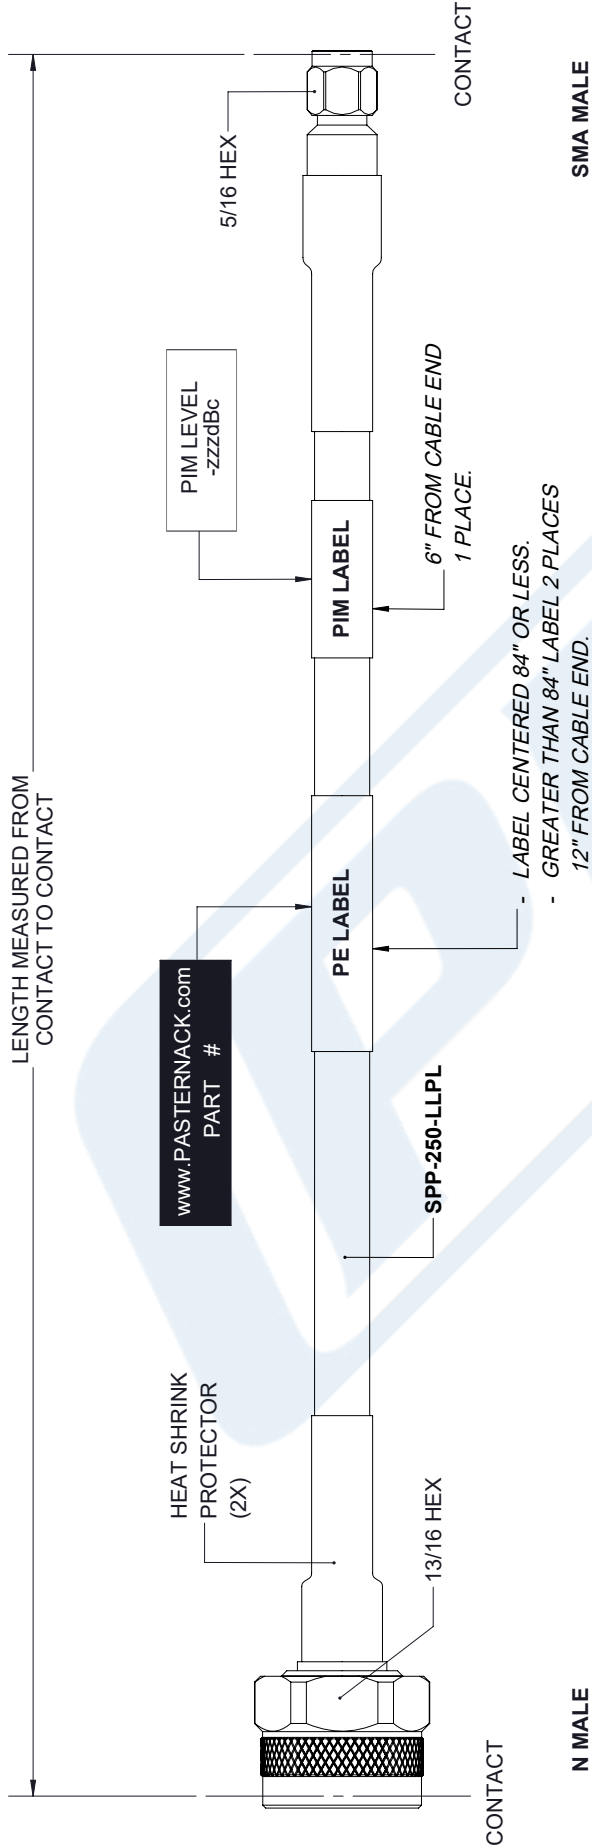 LENGTH MEASURED FROM
CONTACT TO CONTACT
HEAT SHRINK
PROTECTOR
(2X)
www.PASTERNACK.com
PART #
PIM LEVEL
-zzzdBc
5/16 HEX
PE LABEL
PIM LABEL
13/16 HEX
SPP-250-LLPL
6" FROM CABLE END
1 PLACE.
CONTACT
CONTACT
- LABEL CENTERED 84" OR LESS.
- GREATER THAN 84" LABEL 2 PLACES
12" FROM CABLE END.
N MALE
SMA MALE